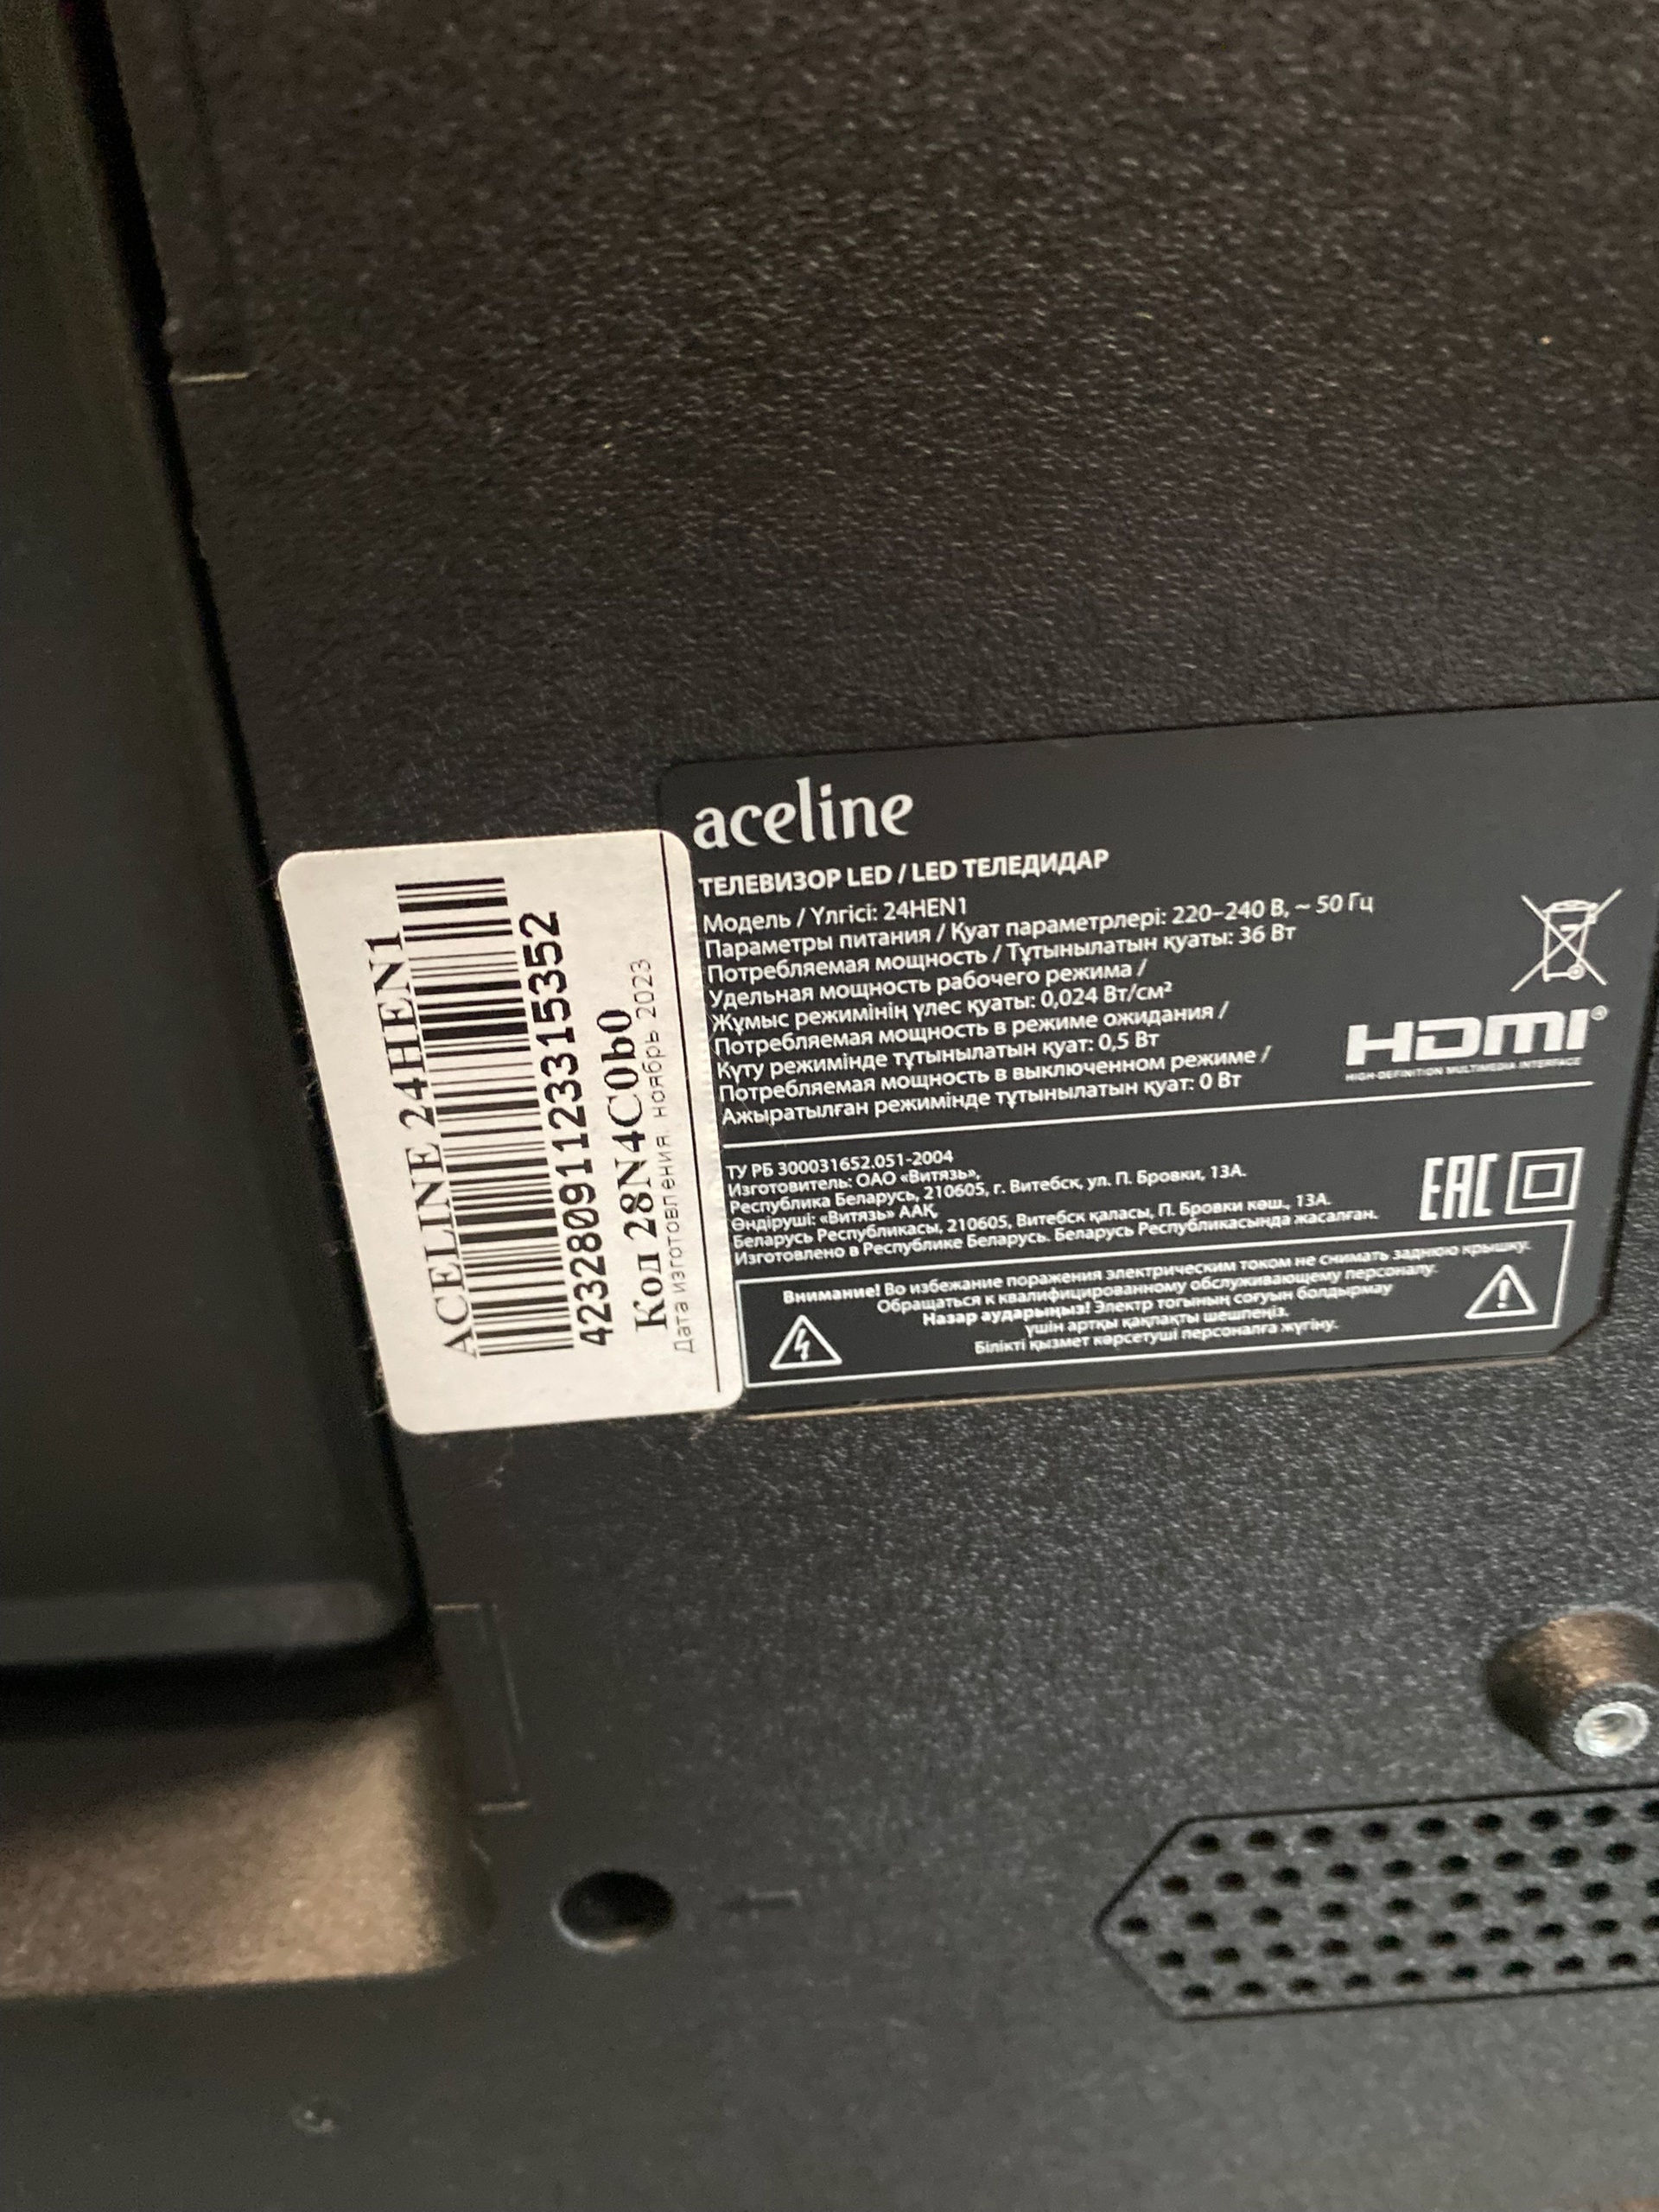 ACELINE 24HEN1
4232809112331535​2
Код 28N4C0b0
Дата изготовления: ноябрь 2023
aceline
ТЕЛЕВИЗОР LED / LED ТЕЛЕДИДАР
Модель / Үлгісі: 24HEN1
Параметры питания / Қуат параметрлері: 220–240 В, ~ 50 Гц
Потребляемая мощность / Тұтынылатын қуаты: 36 Вт
Удельная мощность рабочего режима /
Жұмыс режимінің үлес қуаты: 0,024 Вт/см²
Потребляемая мощность в режиме ожидания /
Күту режимінде тұтынылатын қуат: 0,5 Вт
Потребляемая мощность в выключенном режиме /
Ажыратылған режимінде тұтынылатын қуат: 0 Вт
HDMI®
HIGH-DEFINITION MULTIMEDIA INTERFACE
ТУ РБ 300031652.051-2004
Изготовитель: ОАО «Витязь»,
Республика Беларусь, 210605, г. Витебск, ул. П. Бровки, 13А.
Өндіруші: «Витязь» ААҚ
Беларусь Республикасы, 210605, Витебск қаласы, П. Бровки көш., 13А.
Изготовлено в Республике Беларусь. Беларусь Республикасында жасалған.
EAC
Внимание! Во избежание поражения электрическим током не снимать заднюю крышку.
Обращаться к квалифицированному обслуживающему персоналу.
Назар аударыңыз! Электр тогының соғуын болдырмау
үшін артқы қақпақты шешпеңіз.
Білікті қызмет көрсетуші персоналға жүгіну.